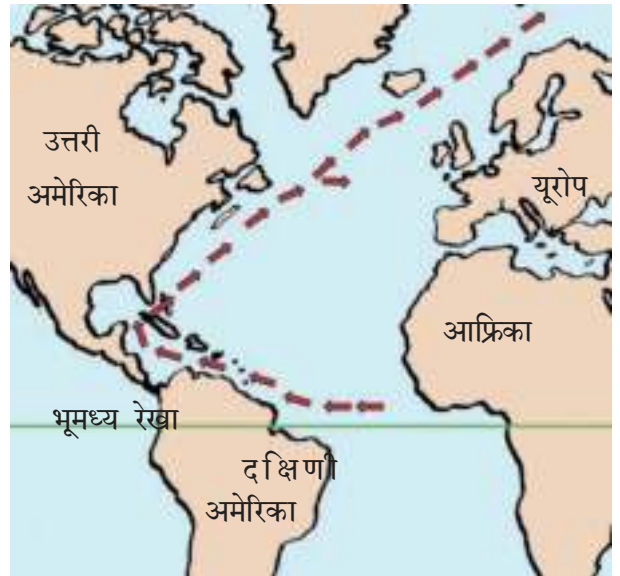 उत्तरी
अमेरिका
यूरोप
आफ्रिका
भूमध्य रेखा
दक्षिणी
अमेरिका